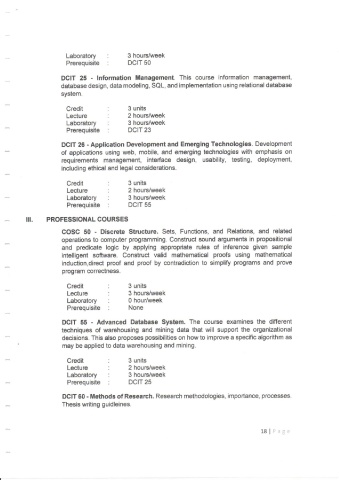 Laboratory : 3 hours/week
Prerequisite : DCIT 50
DCIT 25 - Information Management. This course information management,
database design, data modeling, SQL, and implementation using relational database
system.
Credit : 3 units
Lecture : 2 hours/week
Laboratory : 3 hours/week
Prerequisite : DCIT 23
DCIT 26 - Application Development and Emerging Technologies. Development
of applications using web, mobile, and emerging technologies with emphasis on
requirements management, interface design, usability, testing, deployment,
including ethical and legal considerations.
Credit : 3 units
Lecture : 2 hours/week
Laboratory : 3 hours/week
Prerequisite : DCIT 55
III. PROFESSIONAL COURSES
COSC 50 - Discrete Structure. Sets, Functions, and Relations, and related
operations to computer programming. Construct sound arguments in propositional
and predicate logic by applying appropriate rules of inference given sample
intelligent software. Construct valid mathematical proofs using mathematical
induction,direct proof and proof by contradiction to simplify programs and prove
program correctness.
Credit : 3 units
Lecture : 3 hours/week
Laboratory : 0 hour/week
Prerequisite : None
DCIT 55 - Advanced Database System. The course examines the different
techniques of warehousing and mining data that will support the organizational
decisions. This also proposes possibilities on how to improve a specific algorithm as
may be applied to data warehousing and mining.
Credit : 3 units
Lecture : 2 hours/week
Laboratory : 3 hours/week
Prerequisite : DCIT 25
DCIT 60 - Methods of Research. Research methodologies, importance, processes.
Thesis writing guidleines.
18 | Page